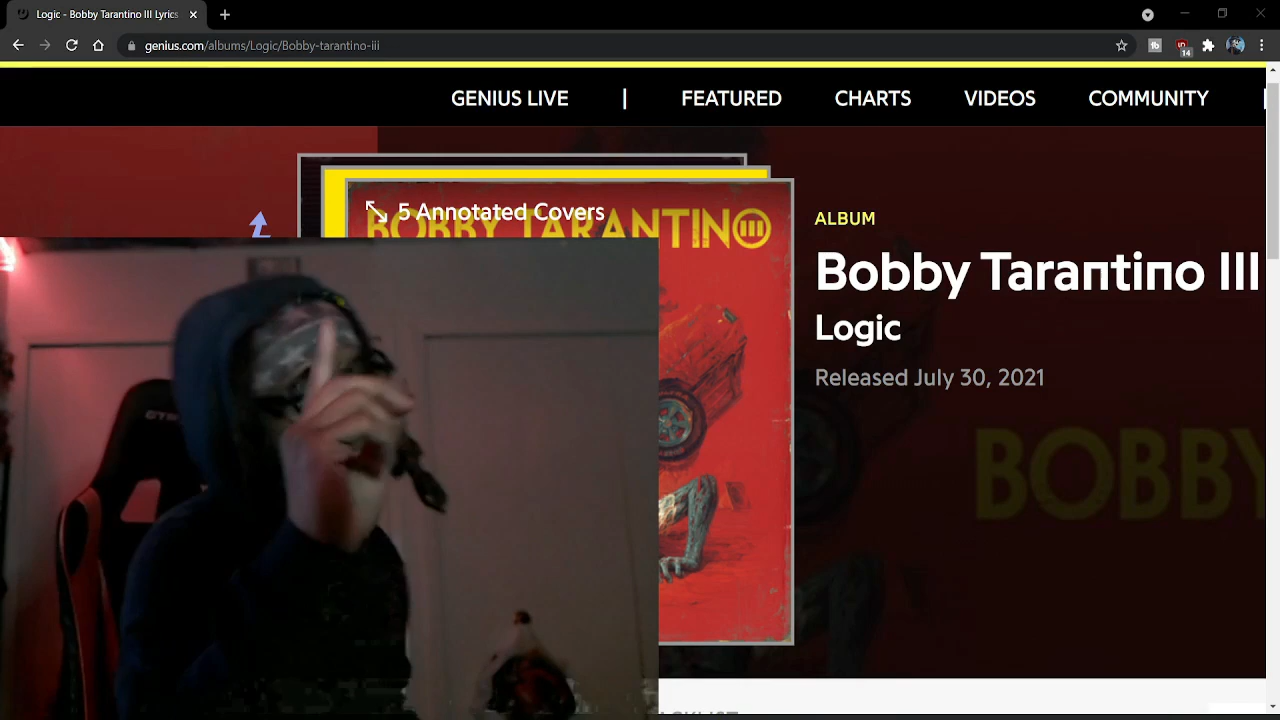 Logic - Bobby Tarantino III Lyrics
genius.com/albums/Logic/Bobby-tarantino-iii
14
GENIUS LIVE
FEATURED
CHARTS
VIDEOS
COMMUNITY
5 Annotated Covers
BOBBY TARANTINO III
ALBUM
Bobby Tarantino III
Logic
Released July 30, 2021
BOBBY